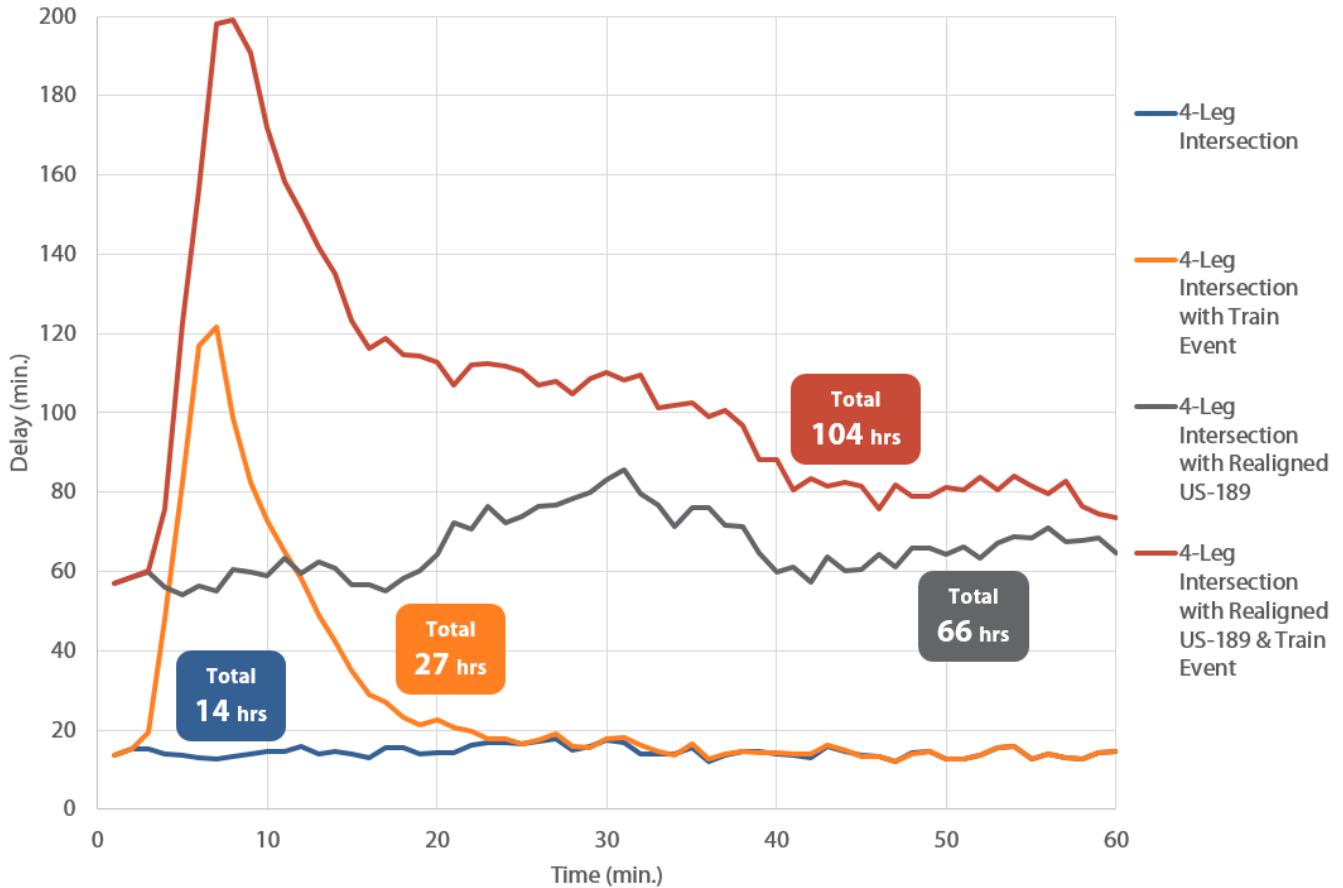 200
180
160
140
120
100
80
60
40
20
0
Delay (min.)
0
10
20
30
40
50
60
Time (min.)
Total
14 hrs
Total
27 hrs
Total
104 hrs
Total
66 hrs
4-Leg
Intersection
4-Leg
Intersection
with Train
Event
4-Leg
Intersection
with Realigned
US-189
4-Leg
Intersection
with Realigned
US-189 & Train
Event